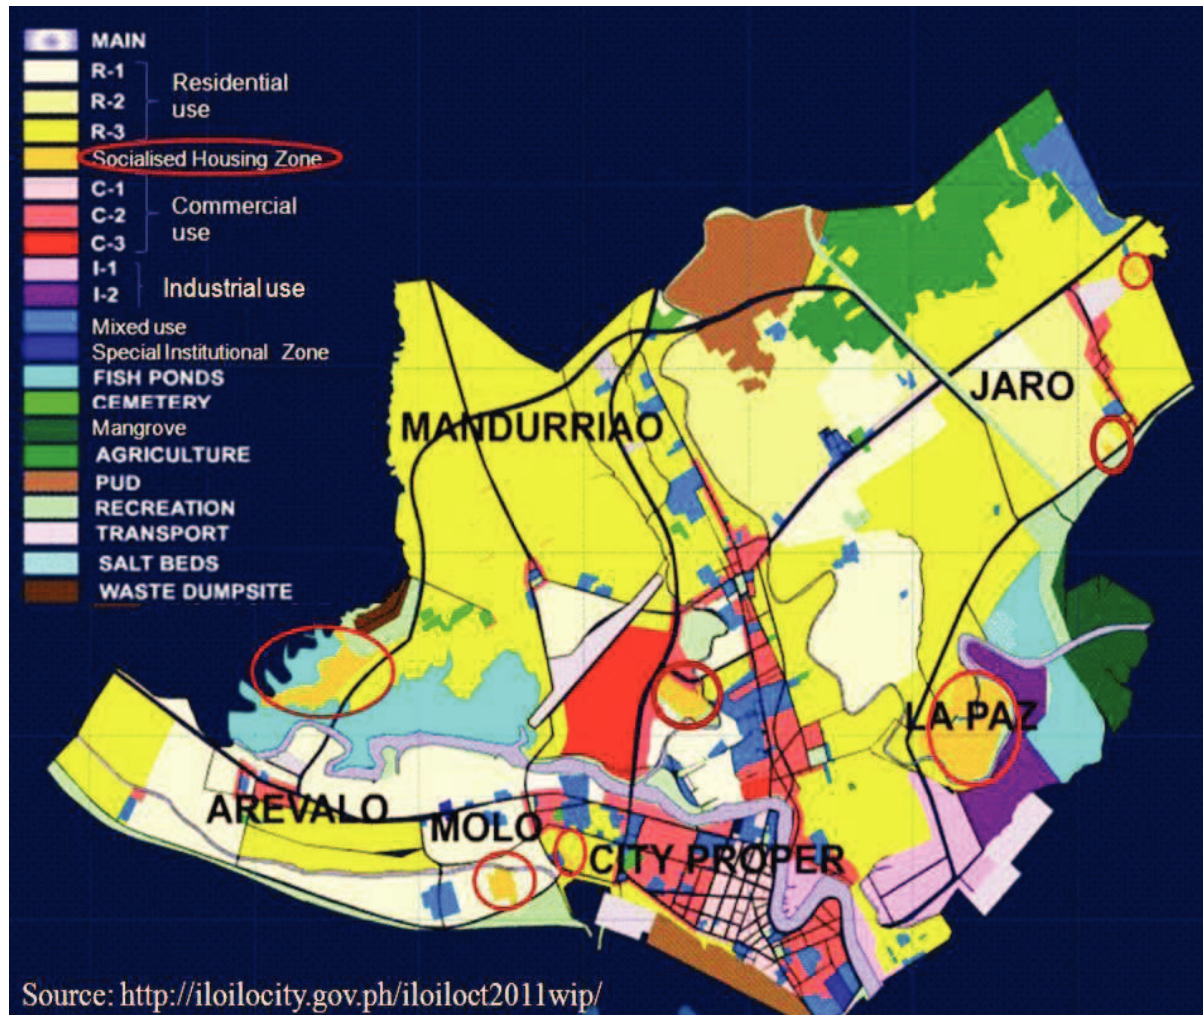 MAIN
R-1
R-2
R-3
Residential
use
Socialised Housing Zone
C-1
C-2
C-3
Commercial
use
I-1
I-2
Industrial use
Mixed use
Special Institutional Zone
FISH PONDS
CEMETERY
Mangrove
AGRICULTURE
PUD
RECREATION
TRANSPORT
SALT BEDS
WASTE DUMPSITE
JARO
MANDURRIAO
LA PAZ
AREVALO
MOLO
CITY PROPER
Source: http://iloilocity.gov.ph/iloiloct2011wip/